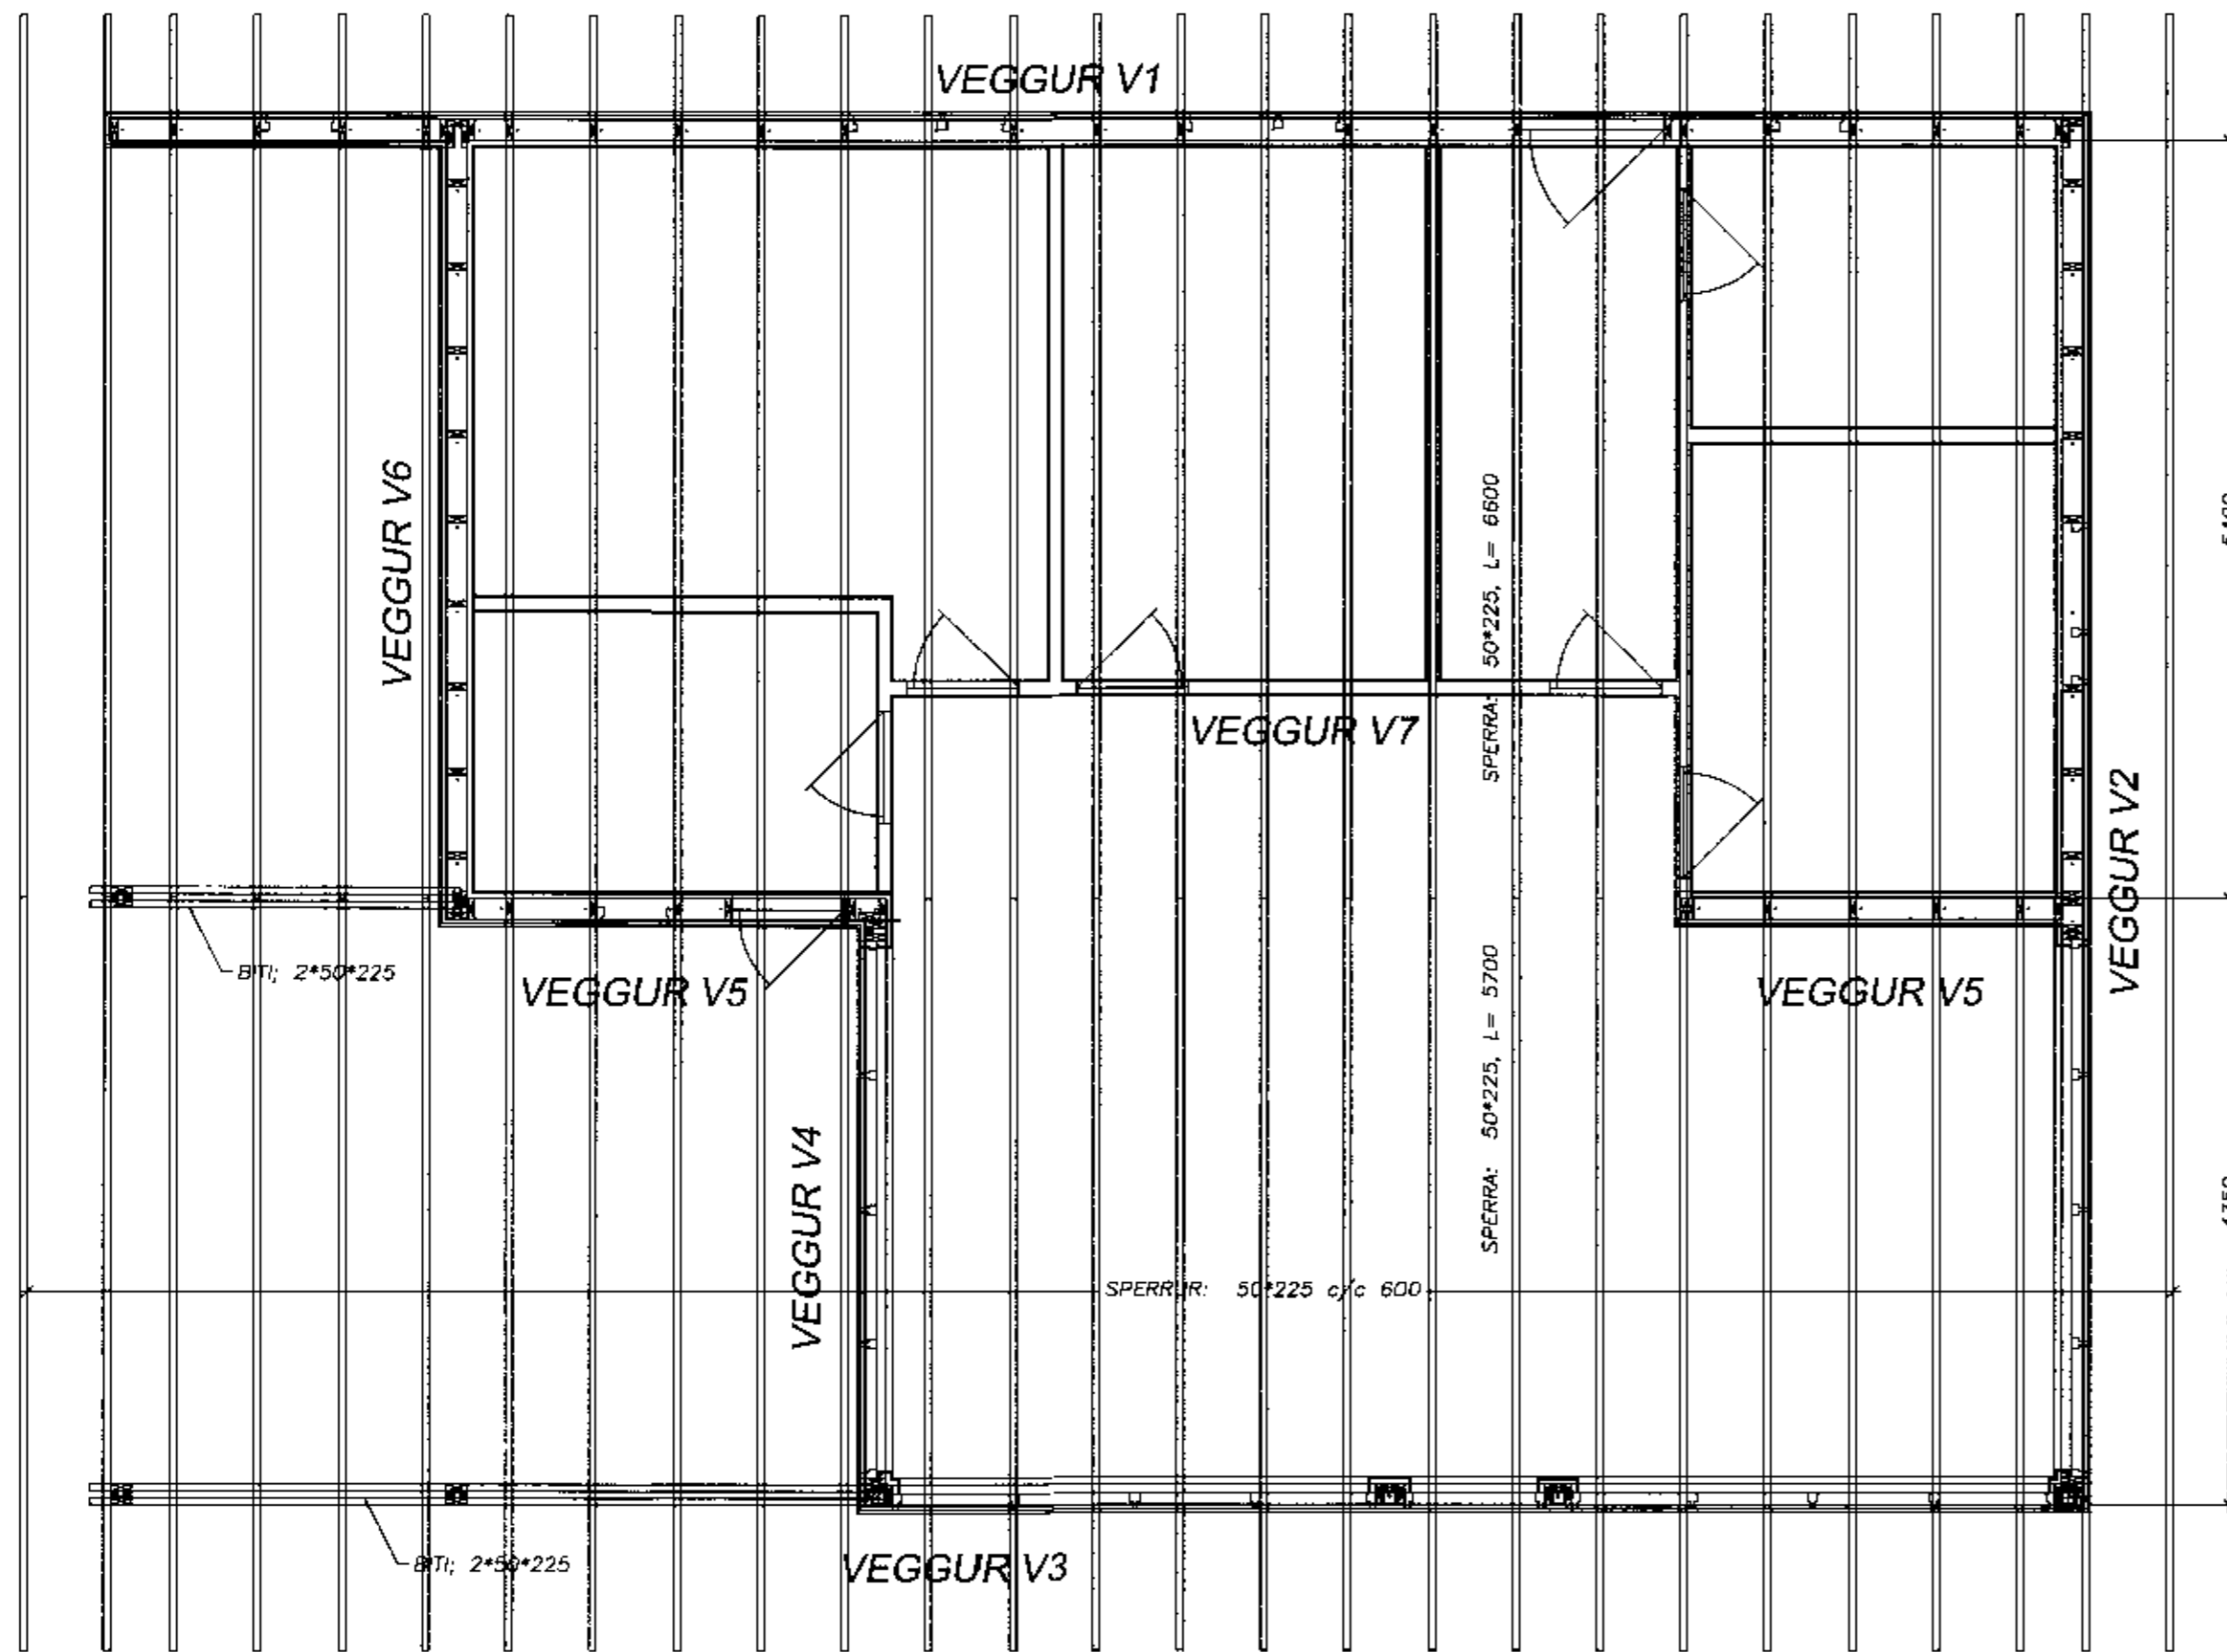 VEGGUR V1
VEGGUR V6
SPERRA: 50*225, L= 6600
VEGGUR V7
VEGGUR V2
BITI; 2*50*225
VEGGUR V5
VEGGUR V5
SPERRA: 50*225, L= 5700
VEGGUR V4
SPERRUR: 50*225 c/c 600
BITI; 2*50*225
VEGGUR V3